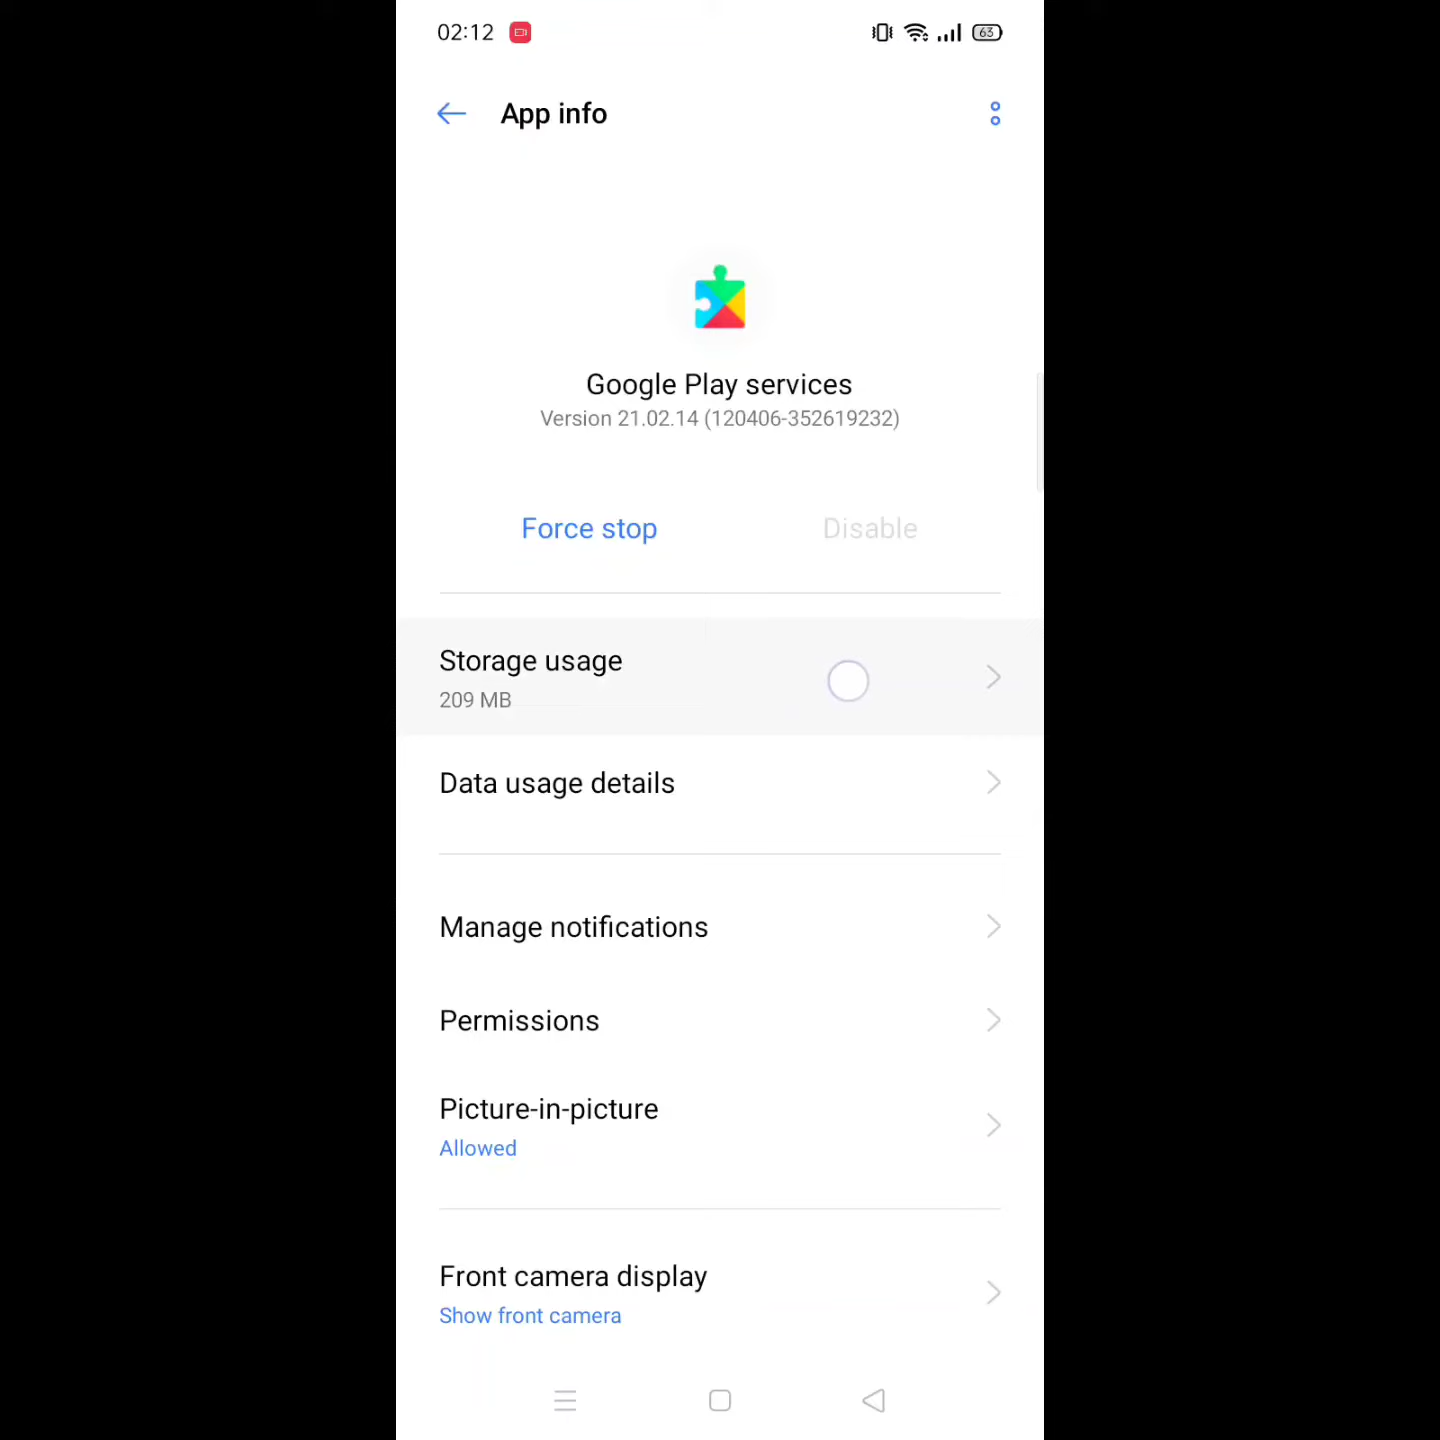 02:12
63
App info
Google Play services
Version 21.02.14 (120406-352619232)
Force stop
Disable
Storage usage
209 MB
Data usage details
Manage notifications
Permissions
Picture-in-picture
Allowed
Front camera display
Show front camera